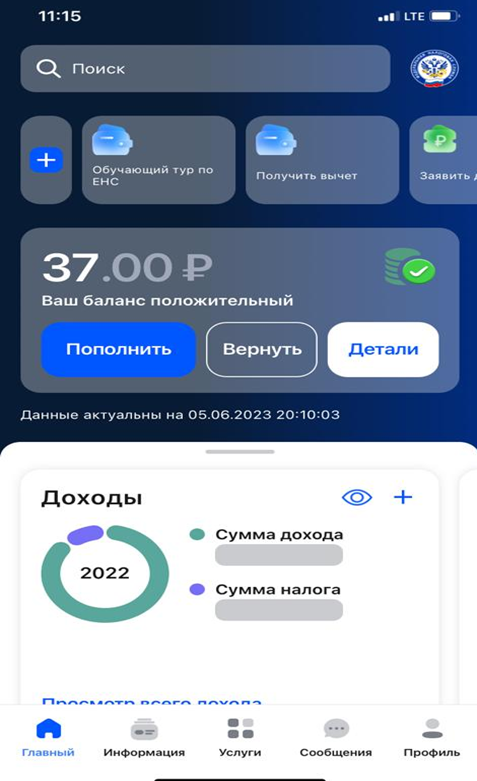 11:15
LTE
Поиск
Обучающий тур по
ЕНС
Получить вычет
Заявить д
37.00 ₽
Ваш баланс положительный
Пополнить
Вернуть
Детали
Данные актуальны на 05.06.2023 20:10:03
Доходы
2022
Сумма дохода
Сумма налога
Просмотр всего дохода
Главный
Информация
Услуги
Сообщения
Профиль